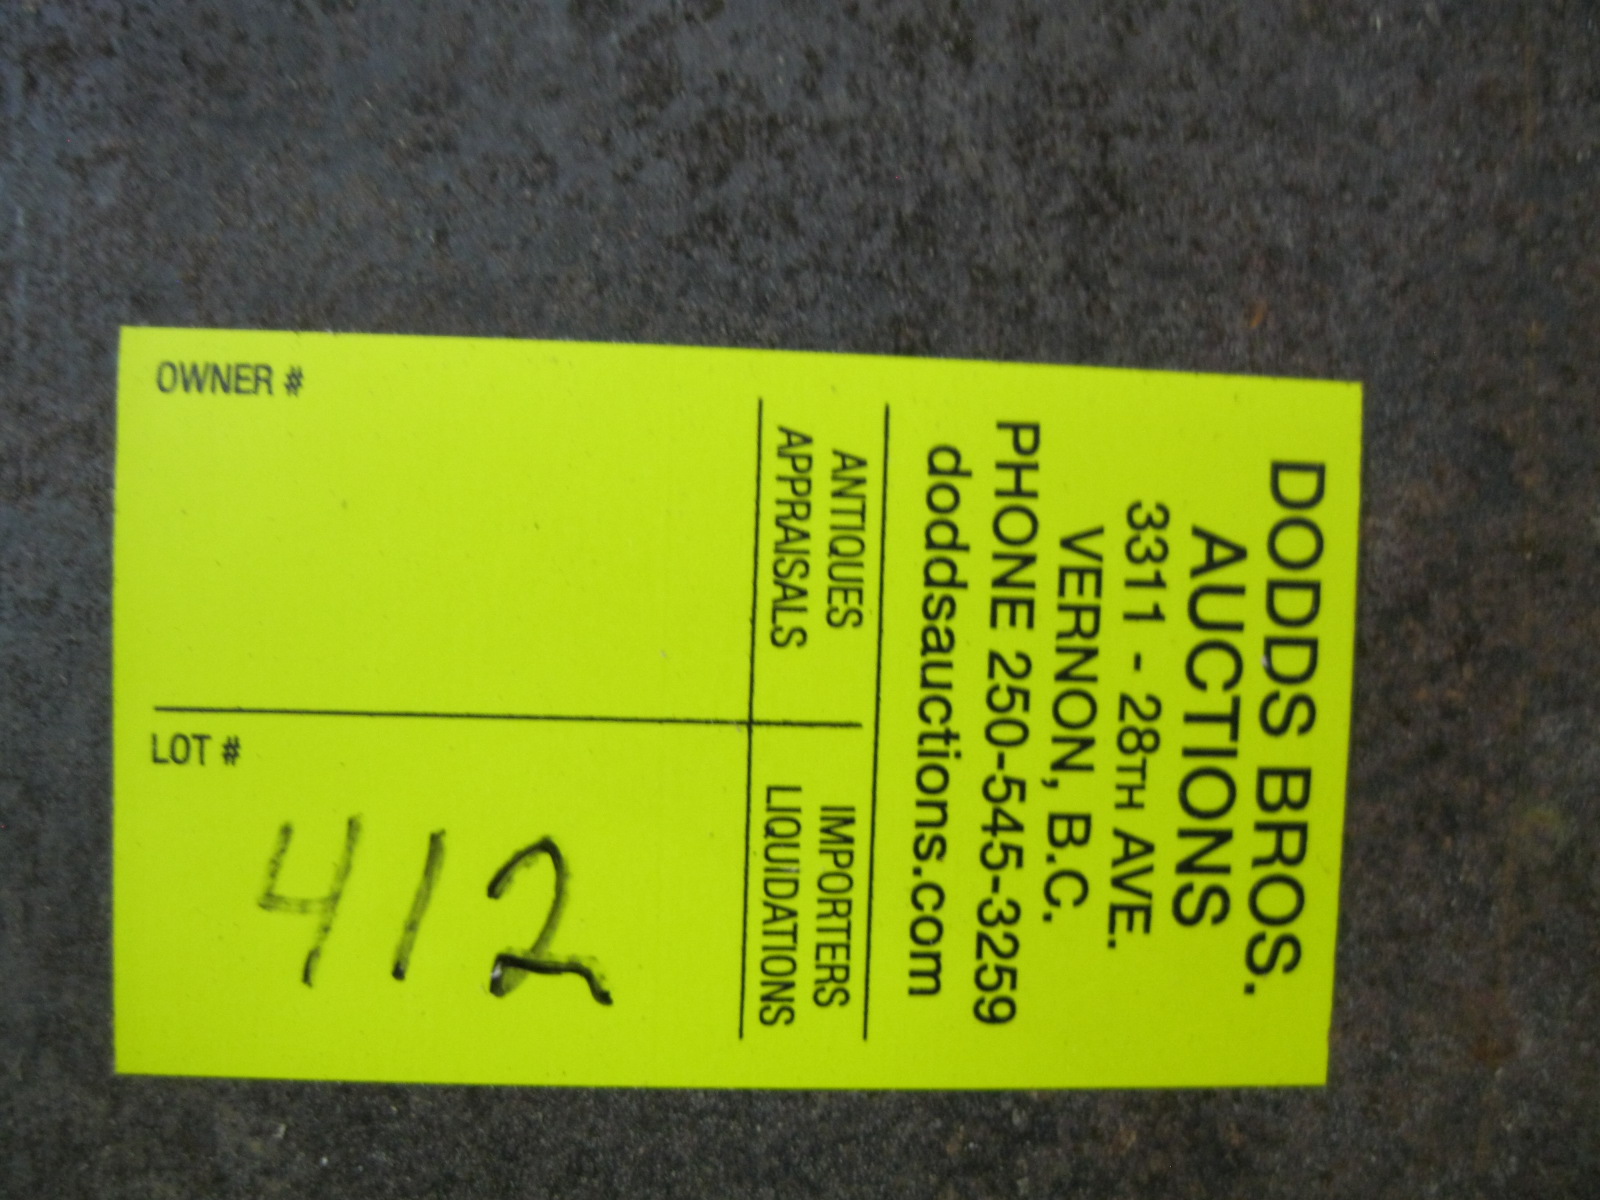 DODDS BROS.
AUCTIONS
3311 - 28TH AVE.
VERNON, B.C.
PHONE 250-545-3259
doddsauctions.com
ANTIQUES
APPRAISALS
IMPORTERS
LIQUIDATIONS
OWNER #
LOT #
412